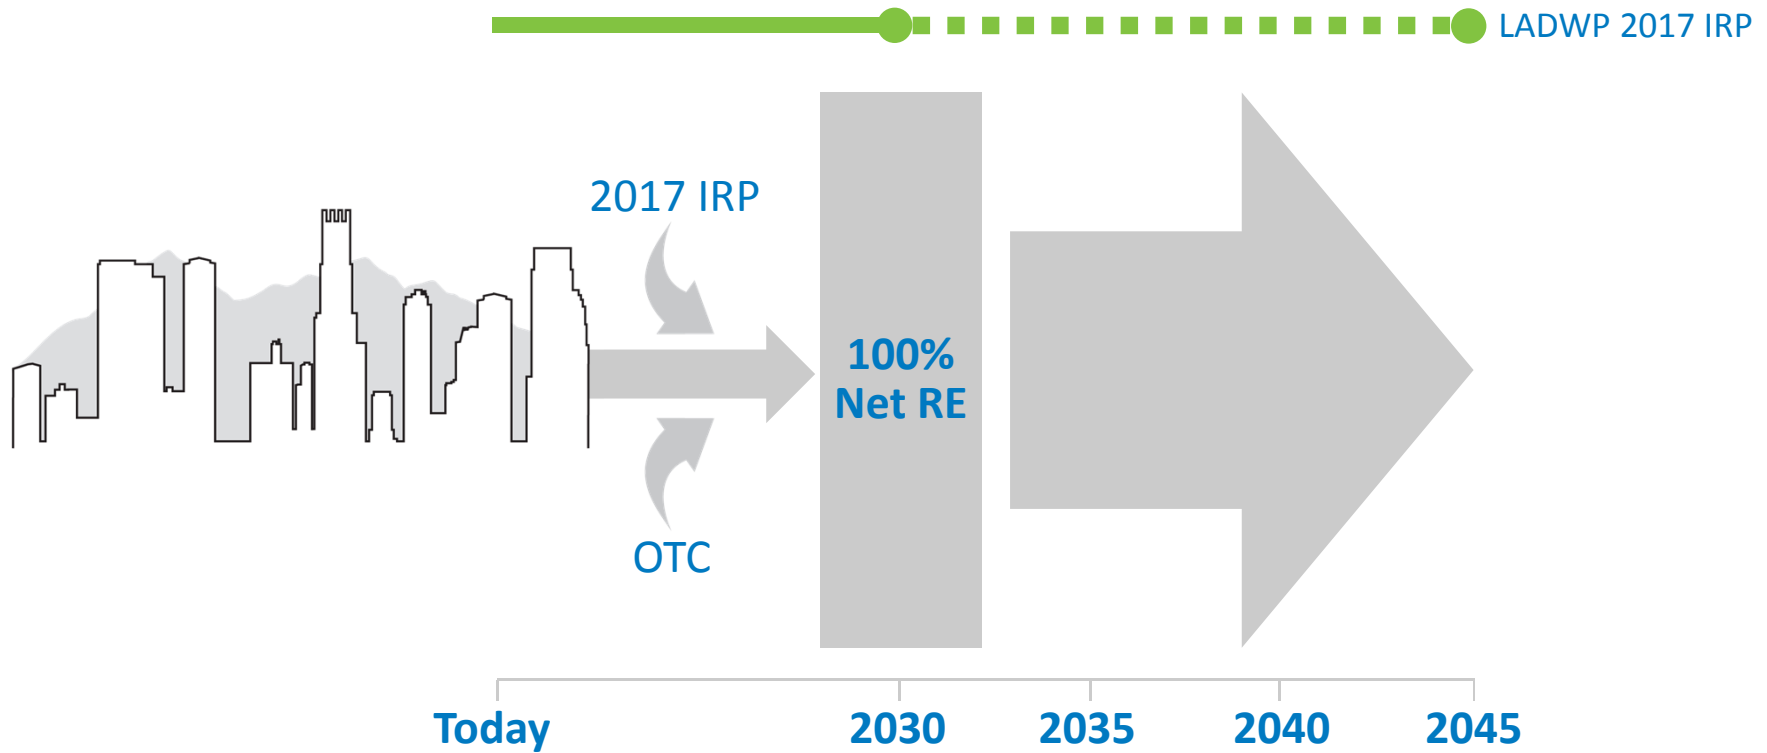 LADWP 2017 IRP
2017 IRP
100%
Net RE
OTC
Today
2030
2035
2040
2045